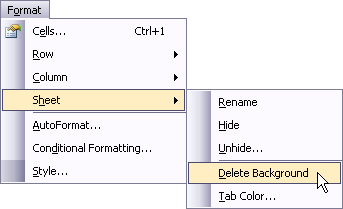 Format
Cells... Ctrl+1
Row
Column
Sheet
AutoFormat...
Conditional Formatting...
Style...
Rename
Hide
Unhide...
Delete Background
Tab Color...